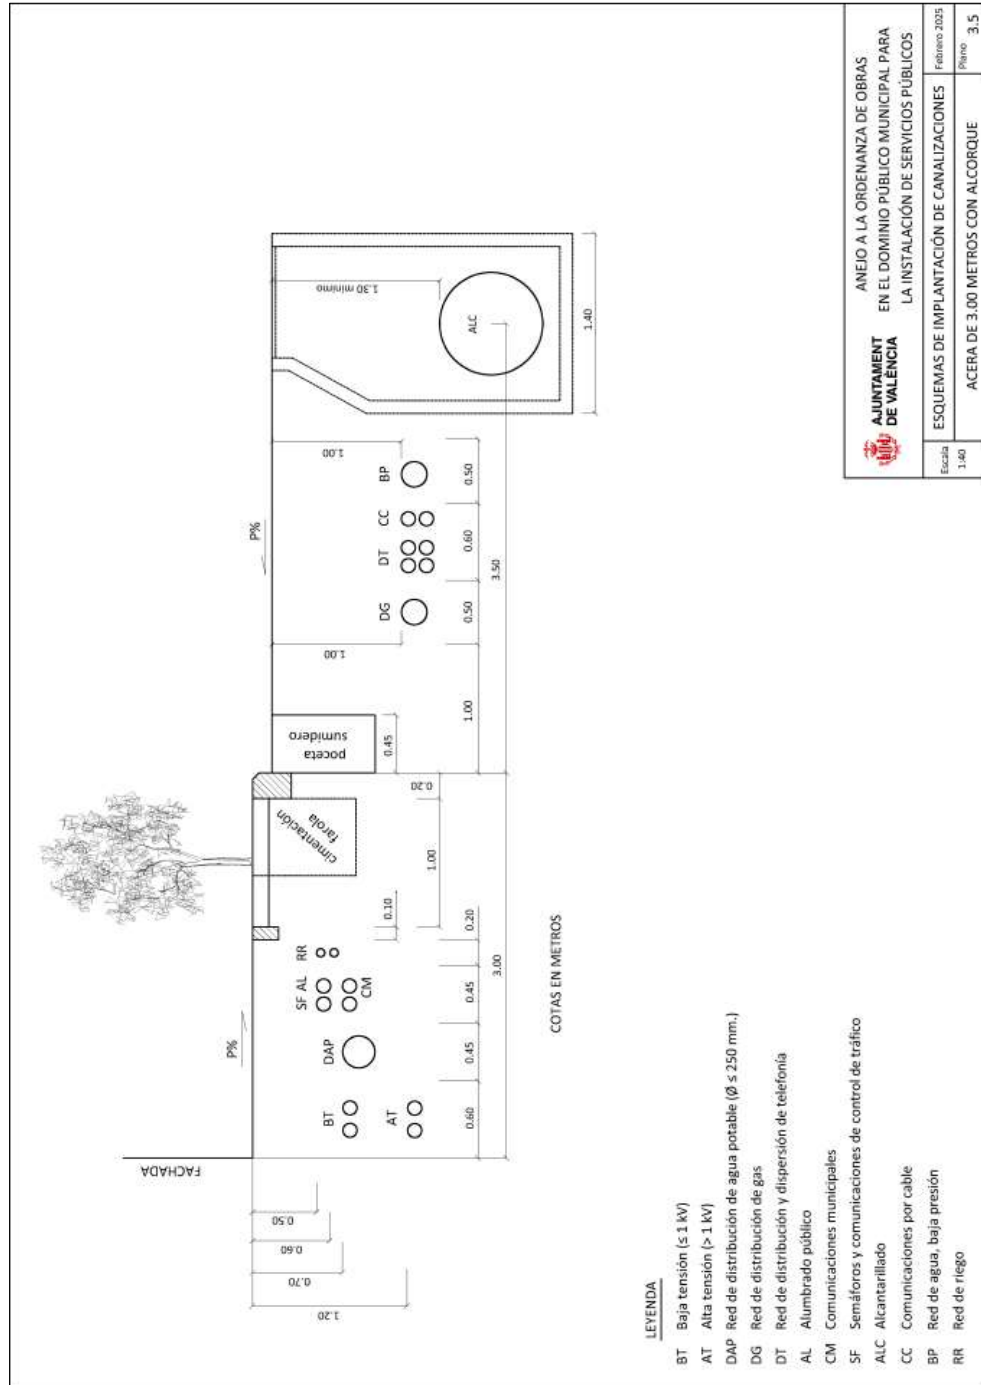 FACHADA
P%
P%
0.50
0.60
0.70
1.20
BT
AT
DAP
SF AL
CM
RR
cimentación
farola
poceta
sumidero
DG
DT
CC
BP
ALC
1.00
1.00
1.30 mínimo
0.10
1.00
0.20
0.45
0.60
0.45
0.45
0.20
1.00
0.50
0.60
0.50
3.00
3.50
1.40
COTAS EN METROS
LEYENDA
BT Baja tensión (≤ 1 kV)
AT Alta tensión (> 1 kV)
DAP Red de distribución de agua potable (Ø ≤ 250 mm.)
DG Red de distribución de gas
DT Red de distribución y dispersión de telefonía
AL Alumbrado público
CM Comunicaciones municipales
SF Semáforos y comunicaciones de control de tráfico
ALC Alcantarillado
CC Comunicaciones por cable
BP Red de agua, baja presión
RR Red de riego
AJUNTAMENT
DE VALÈNCIA
ANEJO A LA ORDENANZA DE OBRAS
EN EL DOMINIO PÚBLICO MUNICIPAL PARA
LA INSTALACIÓN DE SERVICIOS PÚBLICOS
Escala
1:40
ESQUEMAS DE IMPLANTACIÓN DE CANALIZACIONES
ACERA DE 3.00 METROS CON ALCORQUE
Febrero 2025
Plano
3.5